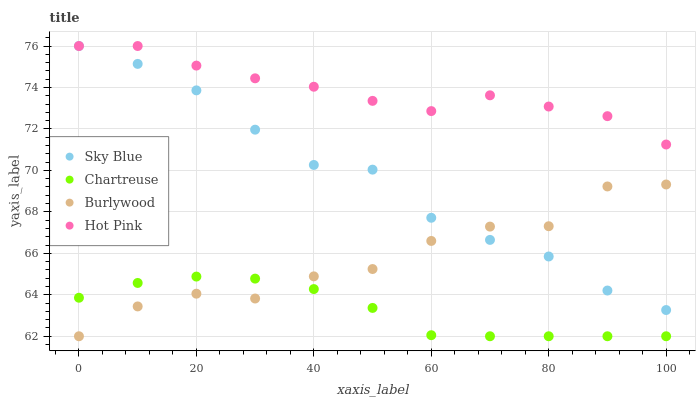 title
yaxis_label
76
74
72
70
68
66
64
62
Sky Blue
Chartreuse
Burlywood
Hot Pink
0 20 40 60 80 100
xaxis_label